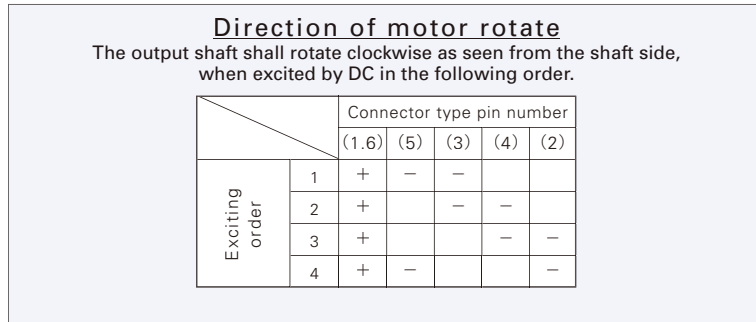 Direction of motor rotate
The output shaft shall rotate clockwise as seen from the shaft side,
when excited by DC in the following order.
Connector type pin number
(1.6) (5) (3) (4) (2)
Exciting
order
1 + − −
2 + − −
3 + − −
4 + − −